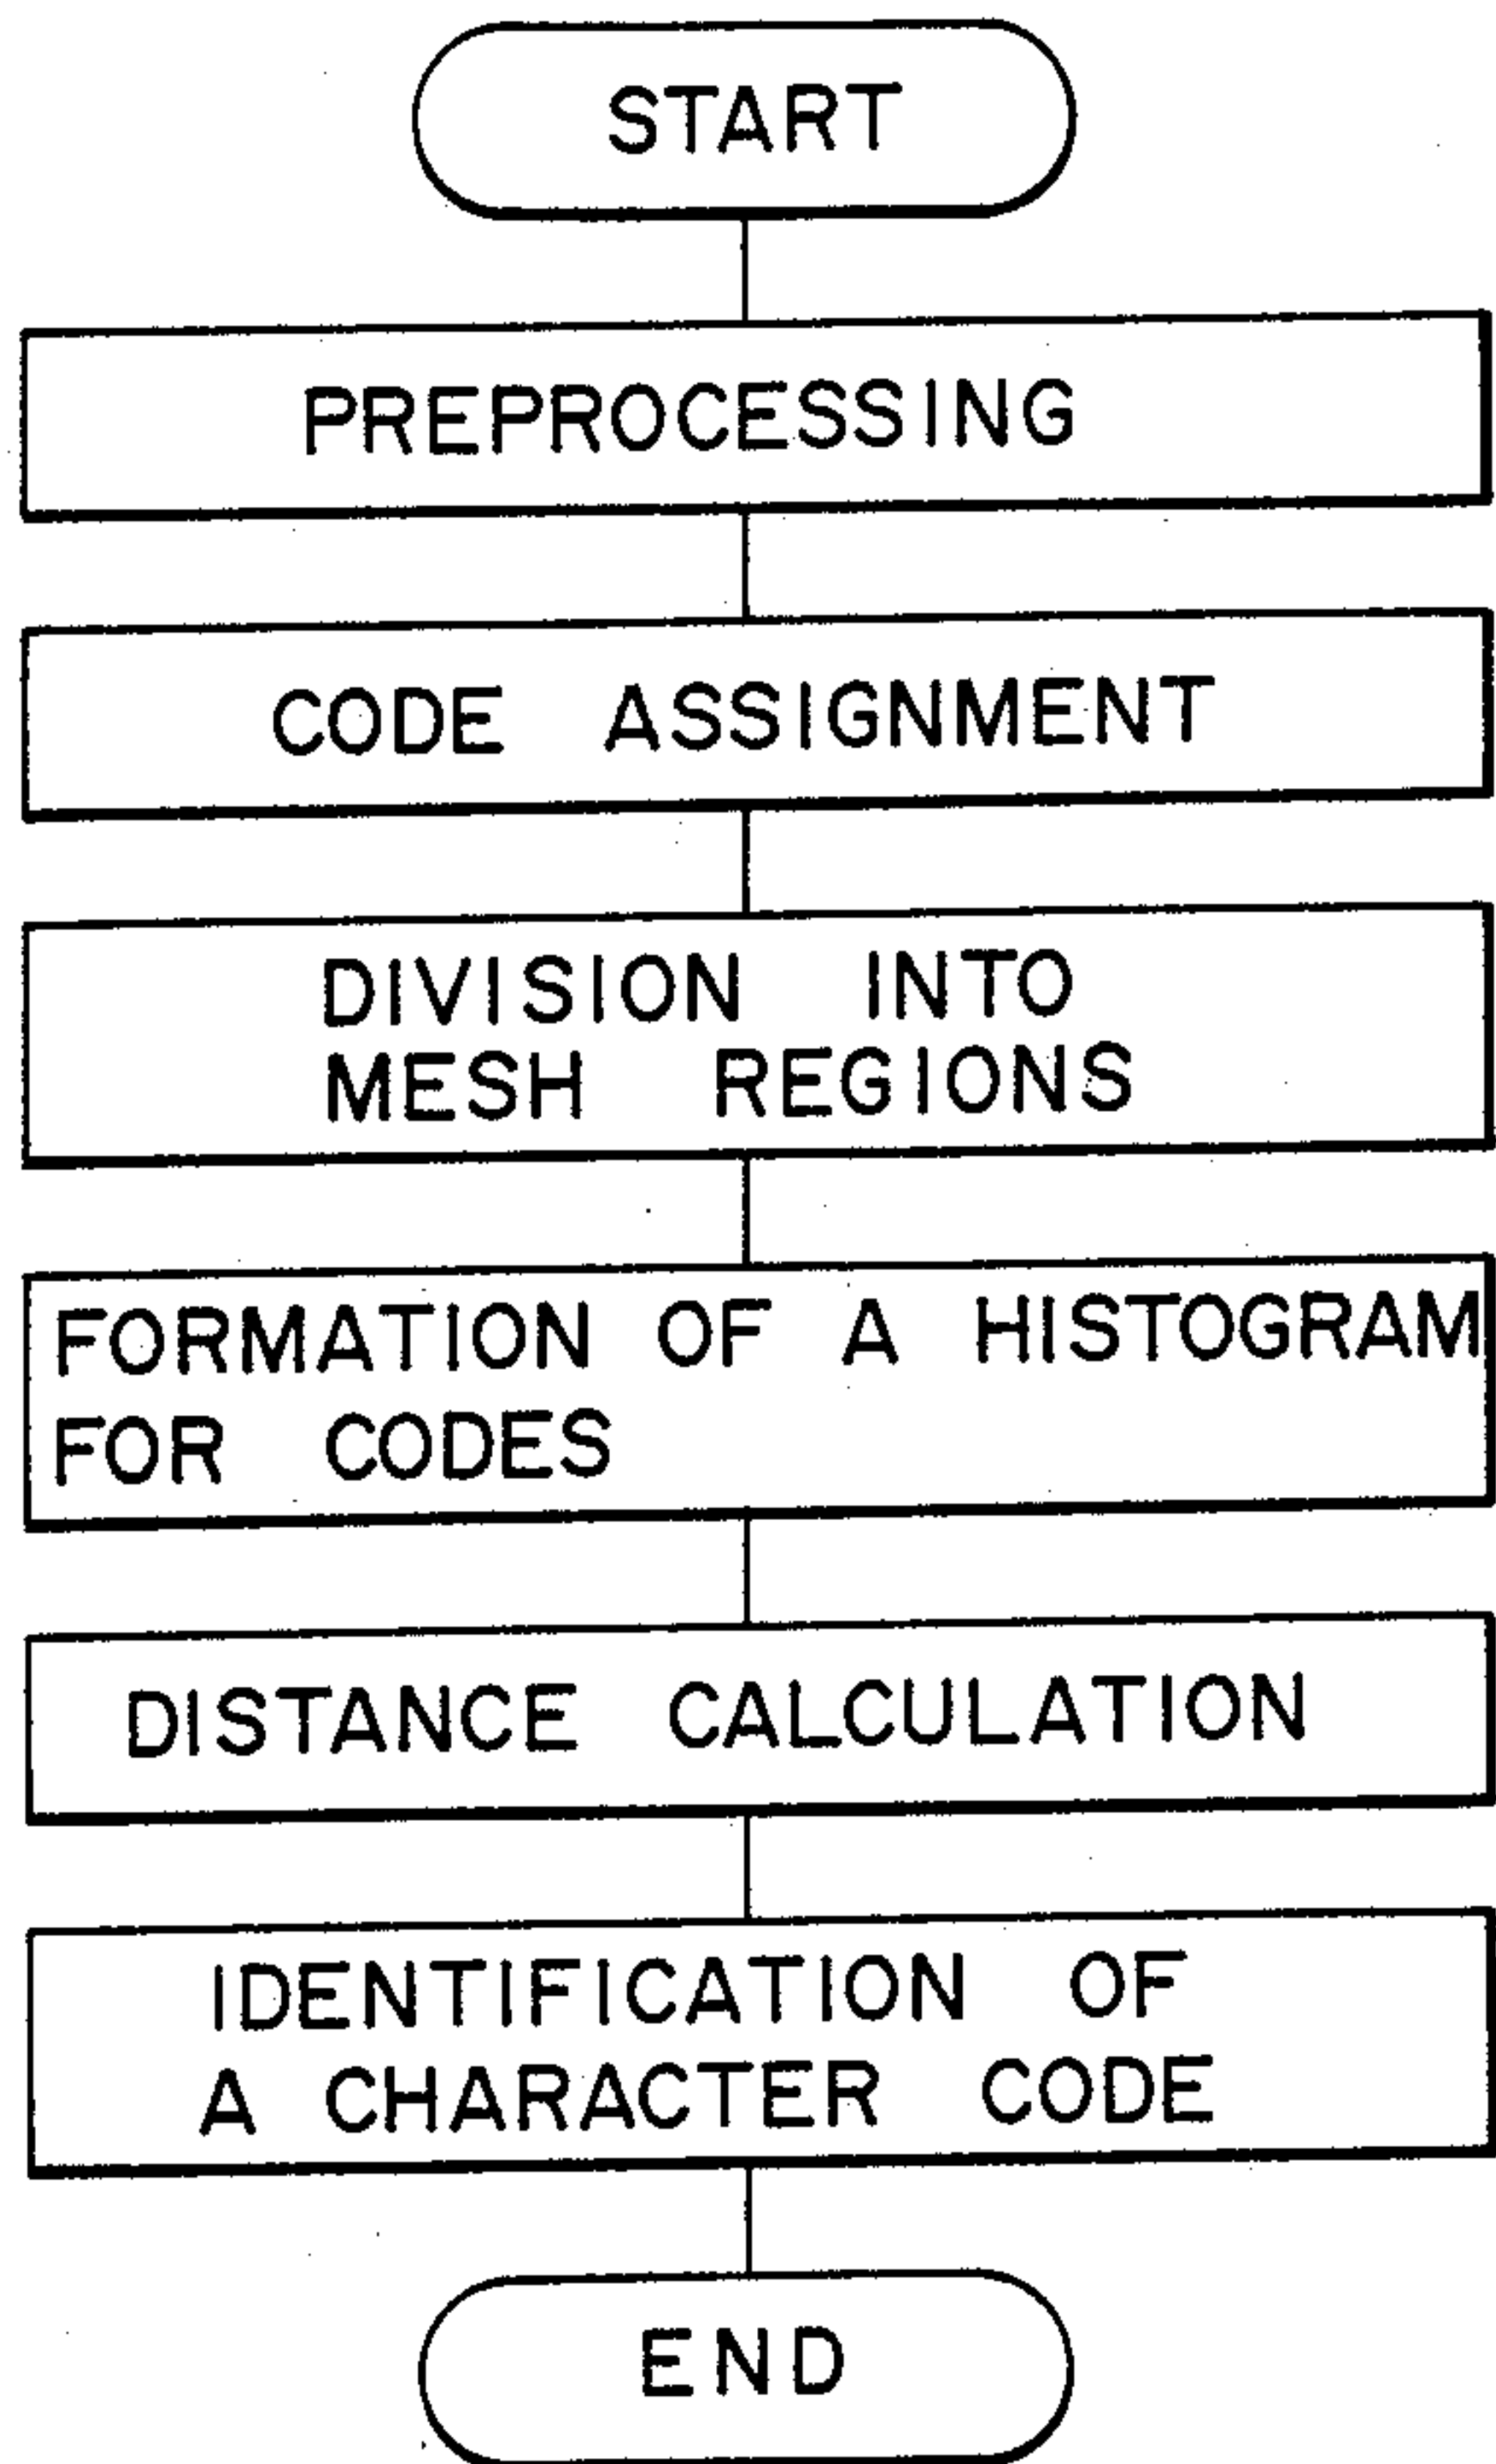 START
PREPROCESSING
CODE ASSIGNMENT
DIVISION INTO
MESH REGIONS
FORMATION OF A HISTOGRAM
FOR CODES
DISTANCE CALCULATION
IDENTIFICATION OF
A CHARACTER CODE
END